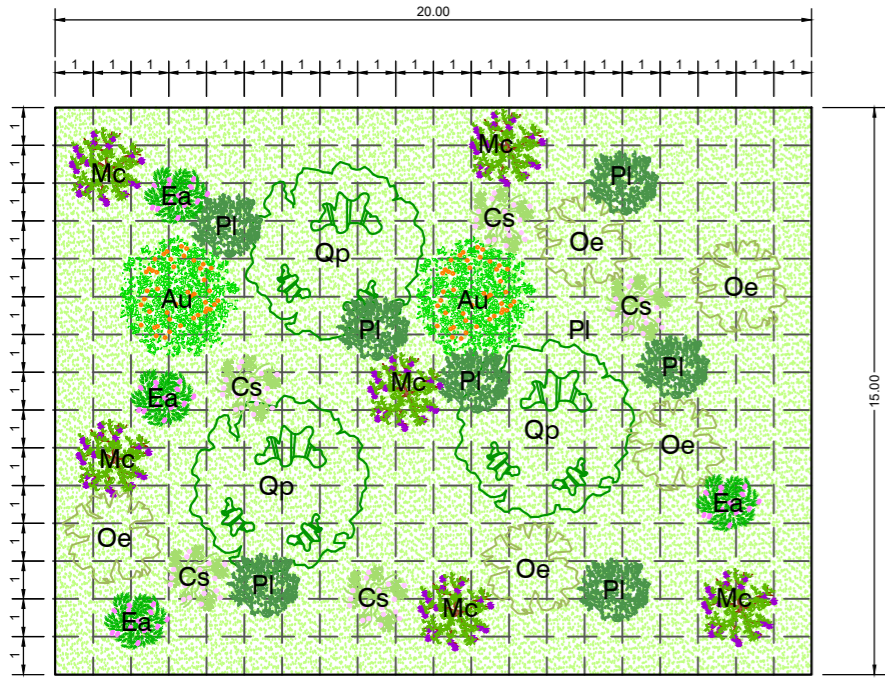 20.00
1 1 1 1 1 1 1 1 1 1 1 1 1 1 1 1 1 1 1 1
1 1 1 1 1 1 1 1 1 1 1 1 1 1 1
15.00
Mc
Mc
Pl
Ea
Cs
Pl
Oe
Qp
Oe
Au
Au
Cs
Pl
Pl
Pl
Pl
Mc
Cs
Ea
Qp
Oe
Mc
Qp
Ea
Oe
Oe
Cs
Pl
Pl
Cs
Mc
Mc
Ea